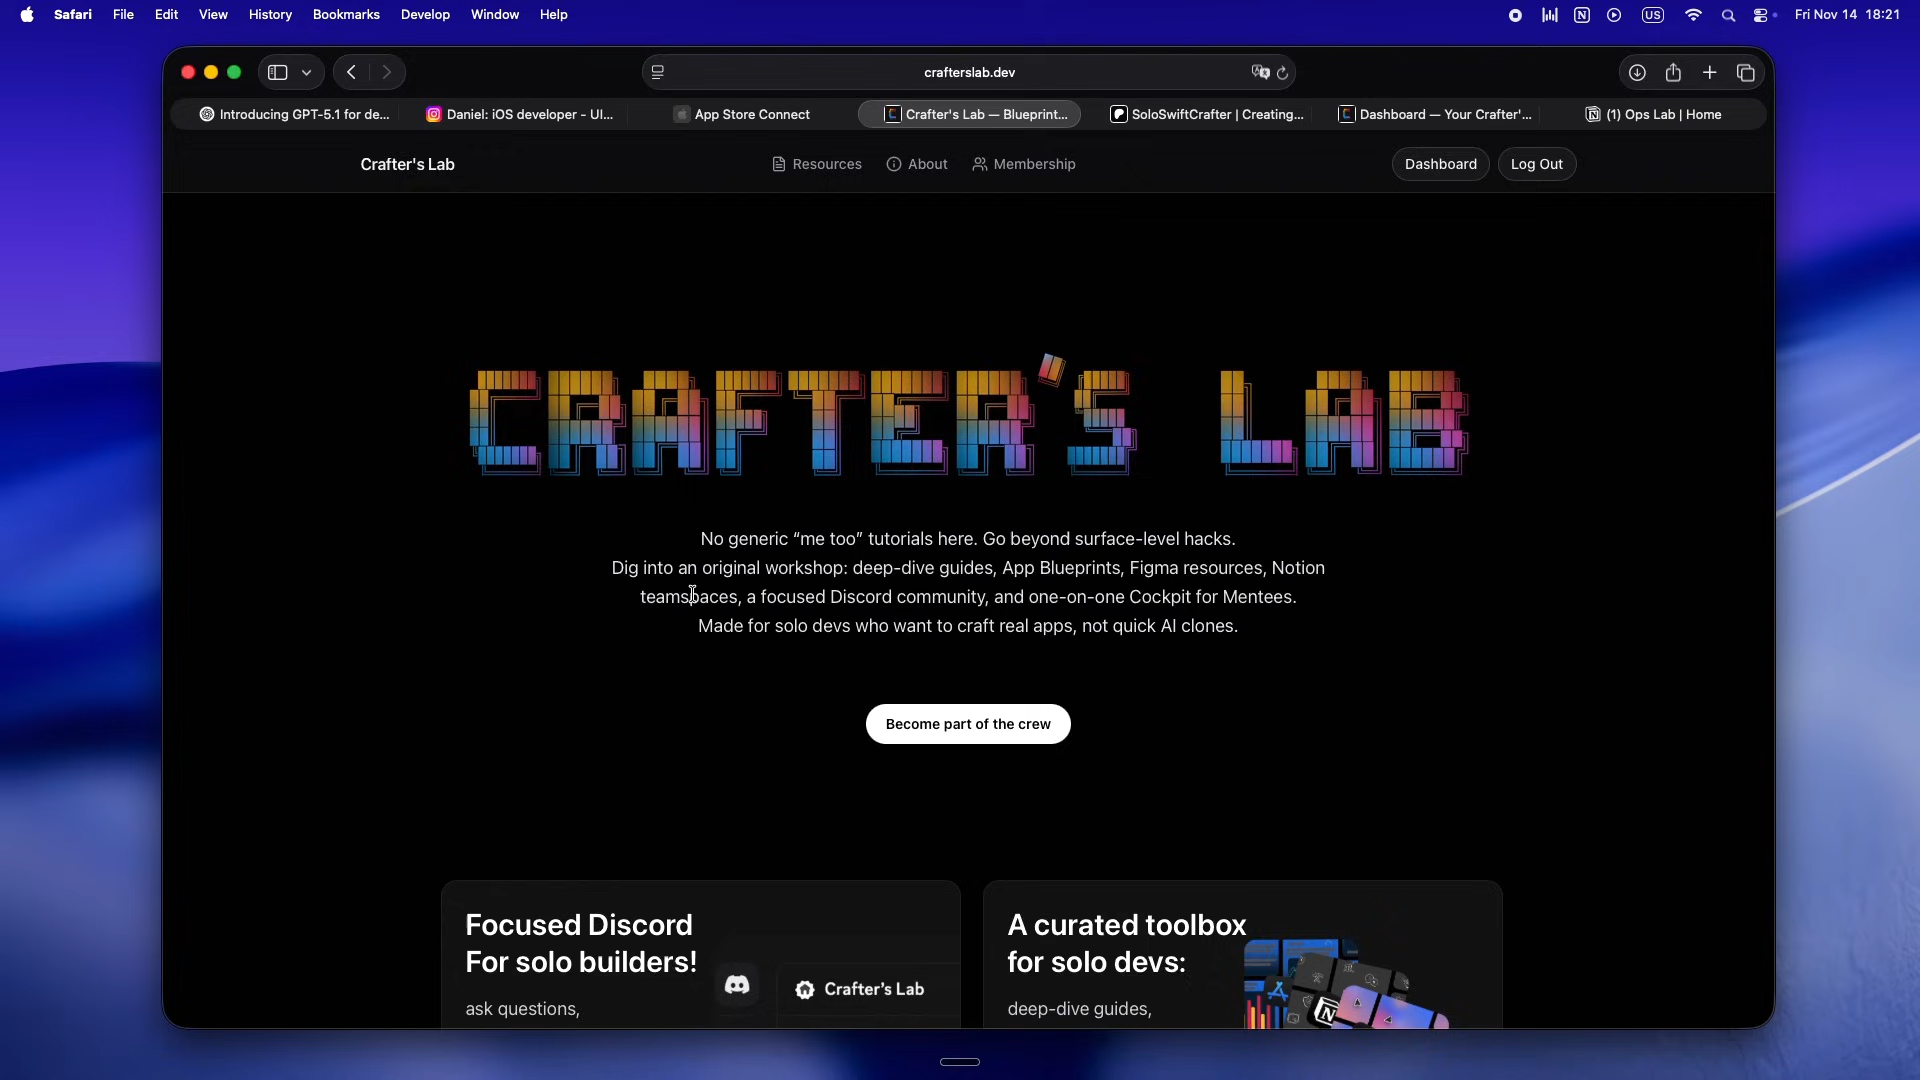 Safari File Edit View History Bookmarks Develop Window Help
US
Fri Nov 14 18:21
crafterslab.dev
Introducing GPT-5.1 for de...
Daniel: iOS developer - UI...
App Store Connect
Crafter's Lab — Blueprint...
SoloSwiftCrafter | Creating...
Dashboard — Your Crafter'...
(1) Ops Lab | Home
Crafter's Lab
Resources
About
Membership
Dashboard
Log Out
CRAFTER'S LAB
No generic “me too” tutorials here. Go beyond surface-level hacks.
Dig into an original workshop: deep-dive guides, App Blueprints, Figma resources, Notion
teamspaces, a focused Discord community, and one-on-one Cockpit for Mentees.
Made for solo devs who want to craft real apps, not quick AI clones.
Become part of the crew
Focused Discord
For solo builders!
ask questions,
Crafter's Lab
A curated toolbox
for solo devs:
deep-dive guides,